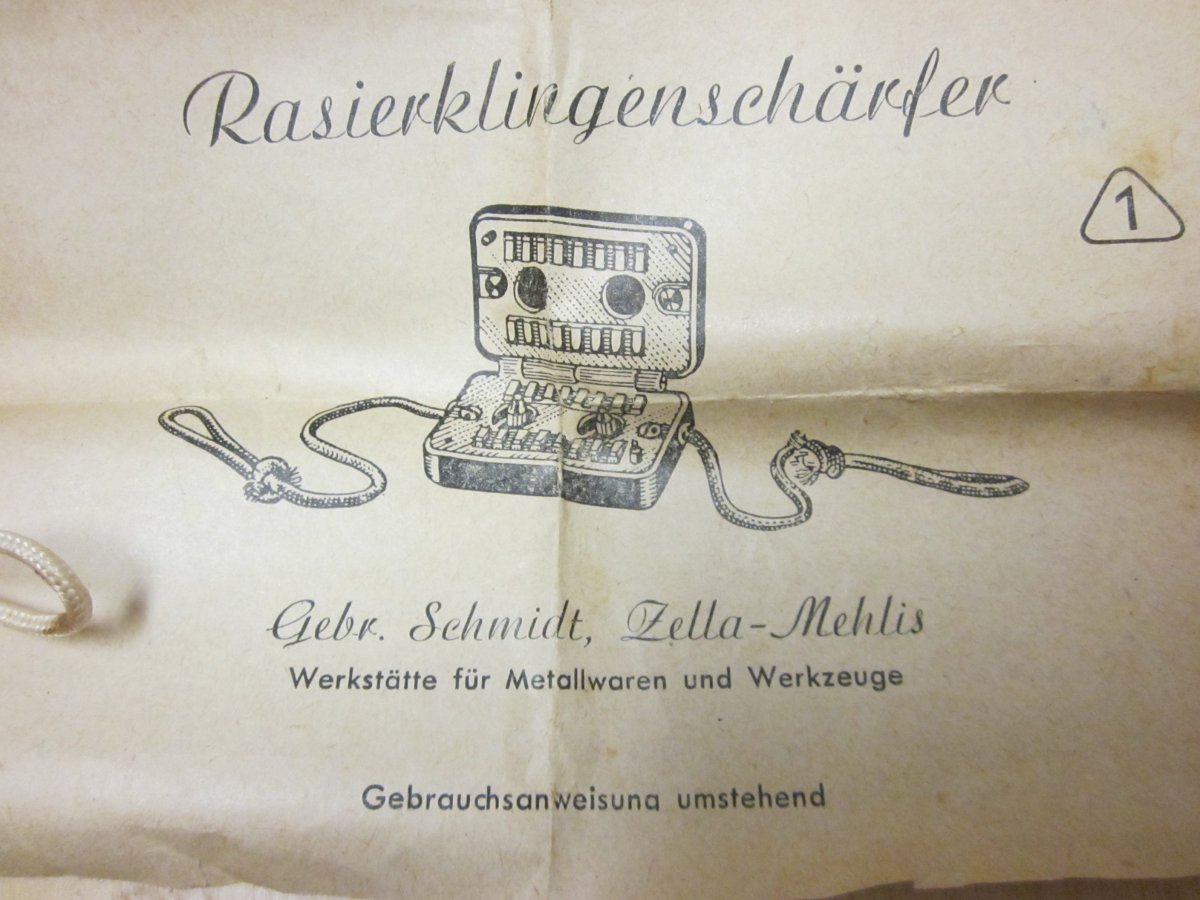 Rasierklingenschärfer
1
Gebr. Schmidt, Zella-Mehlis
Werkstätte für Metallwaren und Werkzeuge
Gebrauchsanweisung umstehend